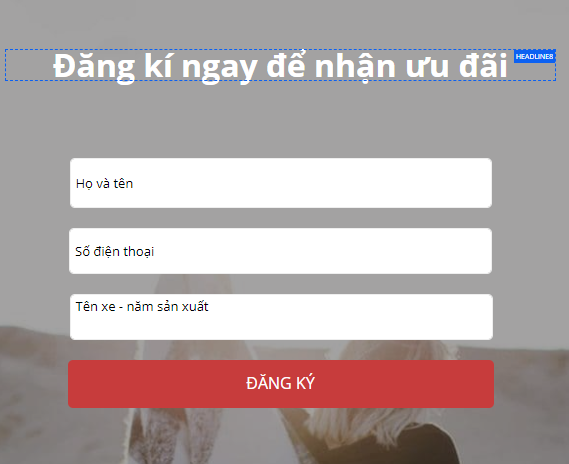 Đăng kí ngay để nhận ưu đãi
HEADLINE8
Họ và tên
Số điện thoại
Tên xe - năm sản xuất
ĐĂNG KÝ